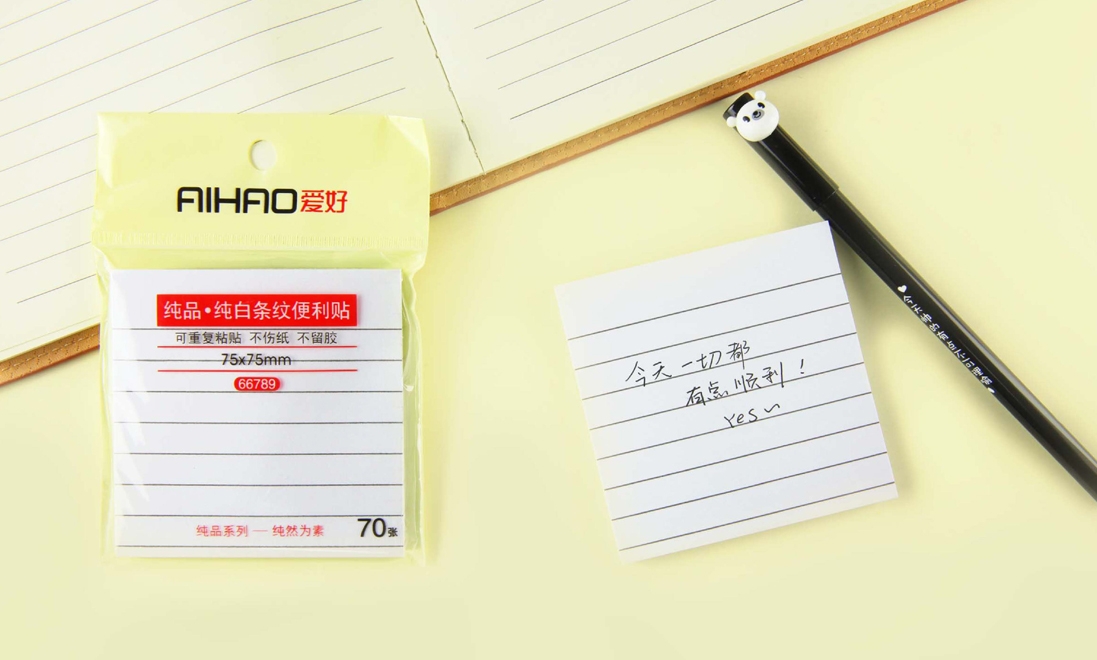 AIHAO爱好
纯品•纯白条纹便利贴
可重复粘贴 不伤纸 不留胶
75x75mm
66789
纯品系列 — 纯然为素
70张
今天一切都
有点顺利！
Yes~